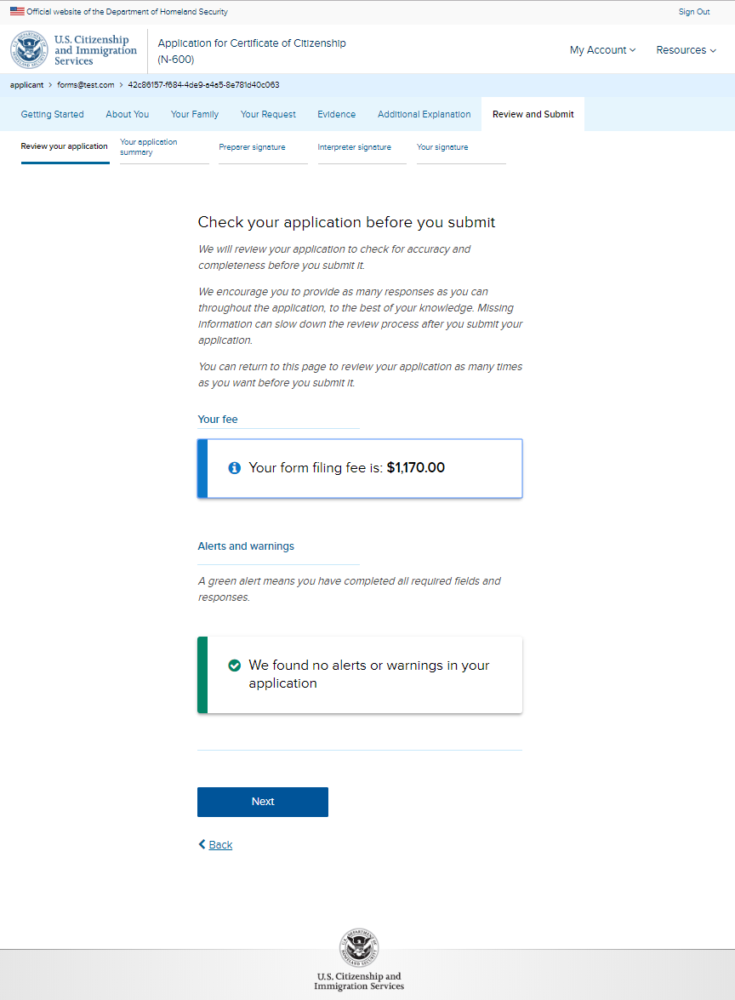 Official website of the Department of Homeland Security
Sign Out
U.S. Citizenship
and Immigration
Services
Application for Certificate of Citizenship
(N-600)
My Account
Resources
applicant > forms@test.com > 42c86157-f684-4de9-a4a5-8e781d40c063
Getting Started
About You
Your Family
Your Request
Evidence
Additional Explanation
Review and Submit
Review your application
Your application
summary
Preparer signature
Interpreter signature
Your signature
Check your application before you submit
We will review your application to check for accuracy and
completeness before you submit it.
We encourage you to provide as many responses as you can
throughout the application, to the best of your knowledge. Missing
information can slow down the review process after you submit your
application.
You can return to this page to review your application as many times
as you want before you submit it.
Your fee
Your form filing fee is: $1,170.00
Alerts and warnings
A green alert means you have completed all required fields and
responses.
We found no alerts or warnings in your
application
Next
Back
U.S. Citizenship and
Immigration Services